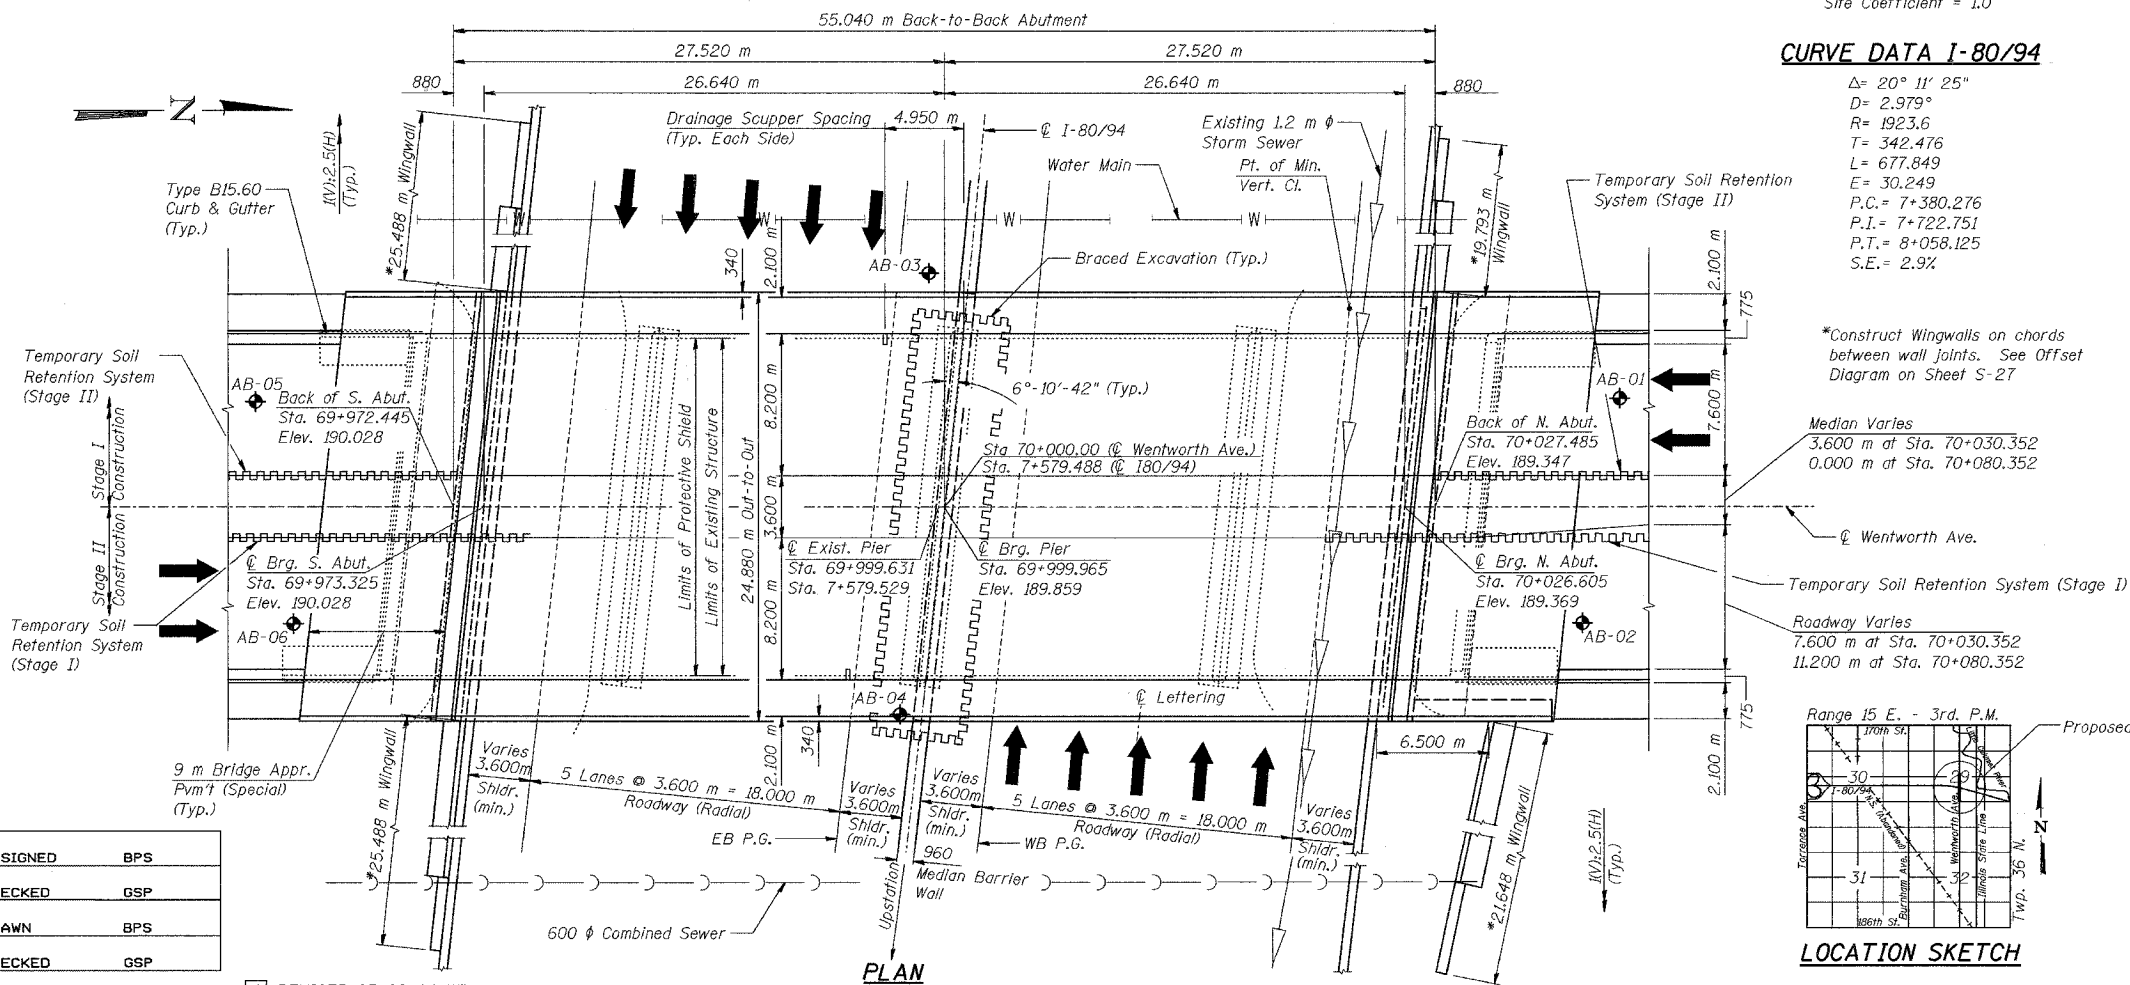 Site Coefficient = 1.0
CURVE DATA I-80/94
Δ= 20° 11' 25"
D= 2.979°
R= 1923.6
T= 342.476
L= 677.849
E= 30.249
P.C.= 7+380.276
P.I.= 7+722.751
P.T.= 8+058.125
S.E.= 2.9%
*Construct Wingwalls on chords
between wall joints. See Offset
Diagram on Sheet S-27
55.040 m Back-to-Back Abutment
27.520 m
27.520 m
880
26.640 m
26.640 m
880
N
1(V):2.5(H)
(Typ.)
*25.488 m Wingwall
Drainage Scupper Spacing
(Typ. Each Side)
4.950 m
℄ I-80/94
Water Main
Existing 1.2 m ϕ
Storm Sewer
Pt. of Min.
Vert. Cl.
*19.793 m
Wingwall
Temporary Soil Retention
System (Stage II)
Type B15.60
Curb & Gutter
(Typ.)
W
W
W
W
W
340
2.100 m
AB-03
Braced Excavation (Typ.)
2.100 m
775
Temporary Soil
Retention System
(Stage II)
AB-05
Back of S. Abut.
Sta. 69+972.445
Elev. 190.028
6°-10'-42" (Typ.)
8.200 m
AB-01
7.600 m
Back of N. Abut.
Sta. 70+027.485
Elev. 189.347
Median Varies
3.600 m at Sta. 70+030.352
0.000 m at Sta. 70+080.352
Stage I
Construction
Stage II
Construction
Limits of Protective Shield
Limits of Existing Structure
24.880 m Out-to-Out
3.600 m
Sta 70+000.00 (℄ Wentworth Ave.)
Sta. 7+579.488 (℄ I80/94)
℄ Wentworth Ave.
℄ Brg. S. Abut.
Sta. 69+973.325
Elev. 190.028
℄ Exist. Pier
Sta. 69+999.631
Sta. 7+579.529
℄ Brg. Pier
Sta. 69+999.965
Elev. 189.859
℄ Brg. N. Abut.
Sta. 70+026.605
Elev. 189.369
Temporary Soil Retention System (Stage I)
Temporary Soil
Retention System
(Stage I)
AB-06
8.200 m
AB-02
Roadway Varies
7.600 m at Sta. 70+030.352
11.200 m at Sta. 70+080.352
AB-04
℄ Lettering
340
2.100 m
6.500 m
775
2.100 m
9 m Bridge Appr.
Pvm't (Special)
(Typ.)
*25.488 m Wingwall
Varies
3.600m
Shldr.
(min.)
5 Lanes @ 3.600 m = 18.000 m
Roadway (Radial)
Varies
3.600m
Shldr.
(min.)
Varies
3.600m
Shldr.
(min.)
5 Lanes @ 3.600 m = 18.000 m
Roadway (Radial)
Varies
3.600m
Shldr.
(min.)
EB P.G.
WB P.G.
960
Median Barrier
Wall
Upstation
600 ϕ Combined Sewer
*21.648 m Wingwall
1(V):2.5(H)
(Typ.)
PLAN
Range 15 E. - 3rd. P.M.
Proposed
170th St.
30
29
I-80/94
Torrence Ave.
N.S. (Abandoned)
Burnham Ave.
Wentworth Ave.
Illinois State Line
31
32
186th St.
Twp. 36 N.
N
LOCATION SKETCH
SIGNED BPS
ECKED GSP
AWN BPS
ECKED GSP